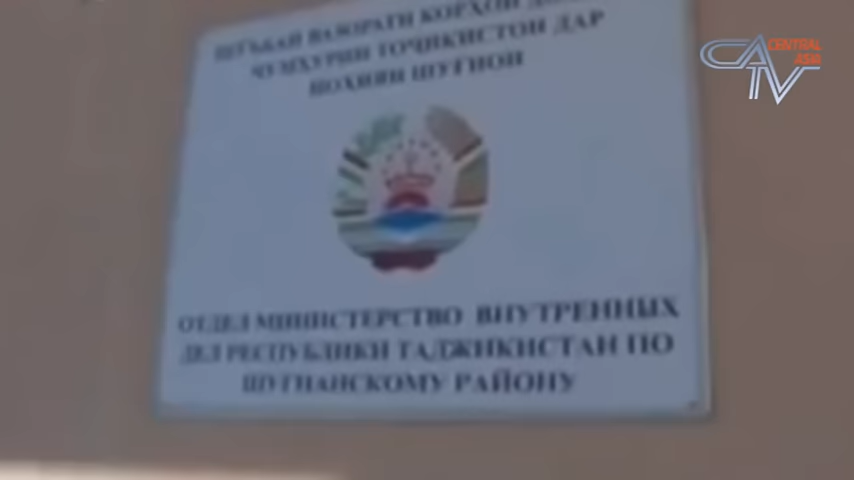 ШУЪБАИ ВАЗОРАТИ КОРҲОИ
ҶУМҲУРИИ ТОҶИКИСТОН ДАР
НОҲИЯИ ШУҒНОН
ОТДЕЛ МИНИСТЕРСТВО ВНУТРЕННЫХ
ДЕЛ РЕСПУБЛИКИ ТАДЖИКИСТАН ПО
ШУГНАНСКОМУ РАЙОНУ
CATV
CENTRAL
ASIA